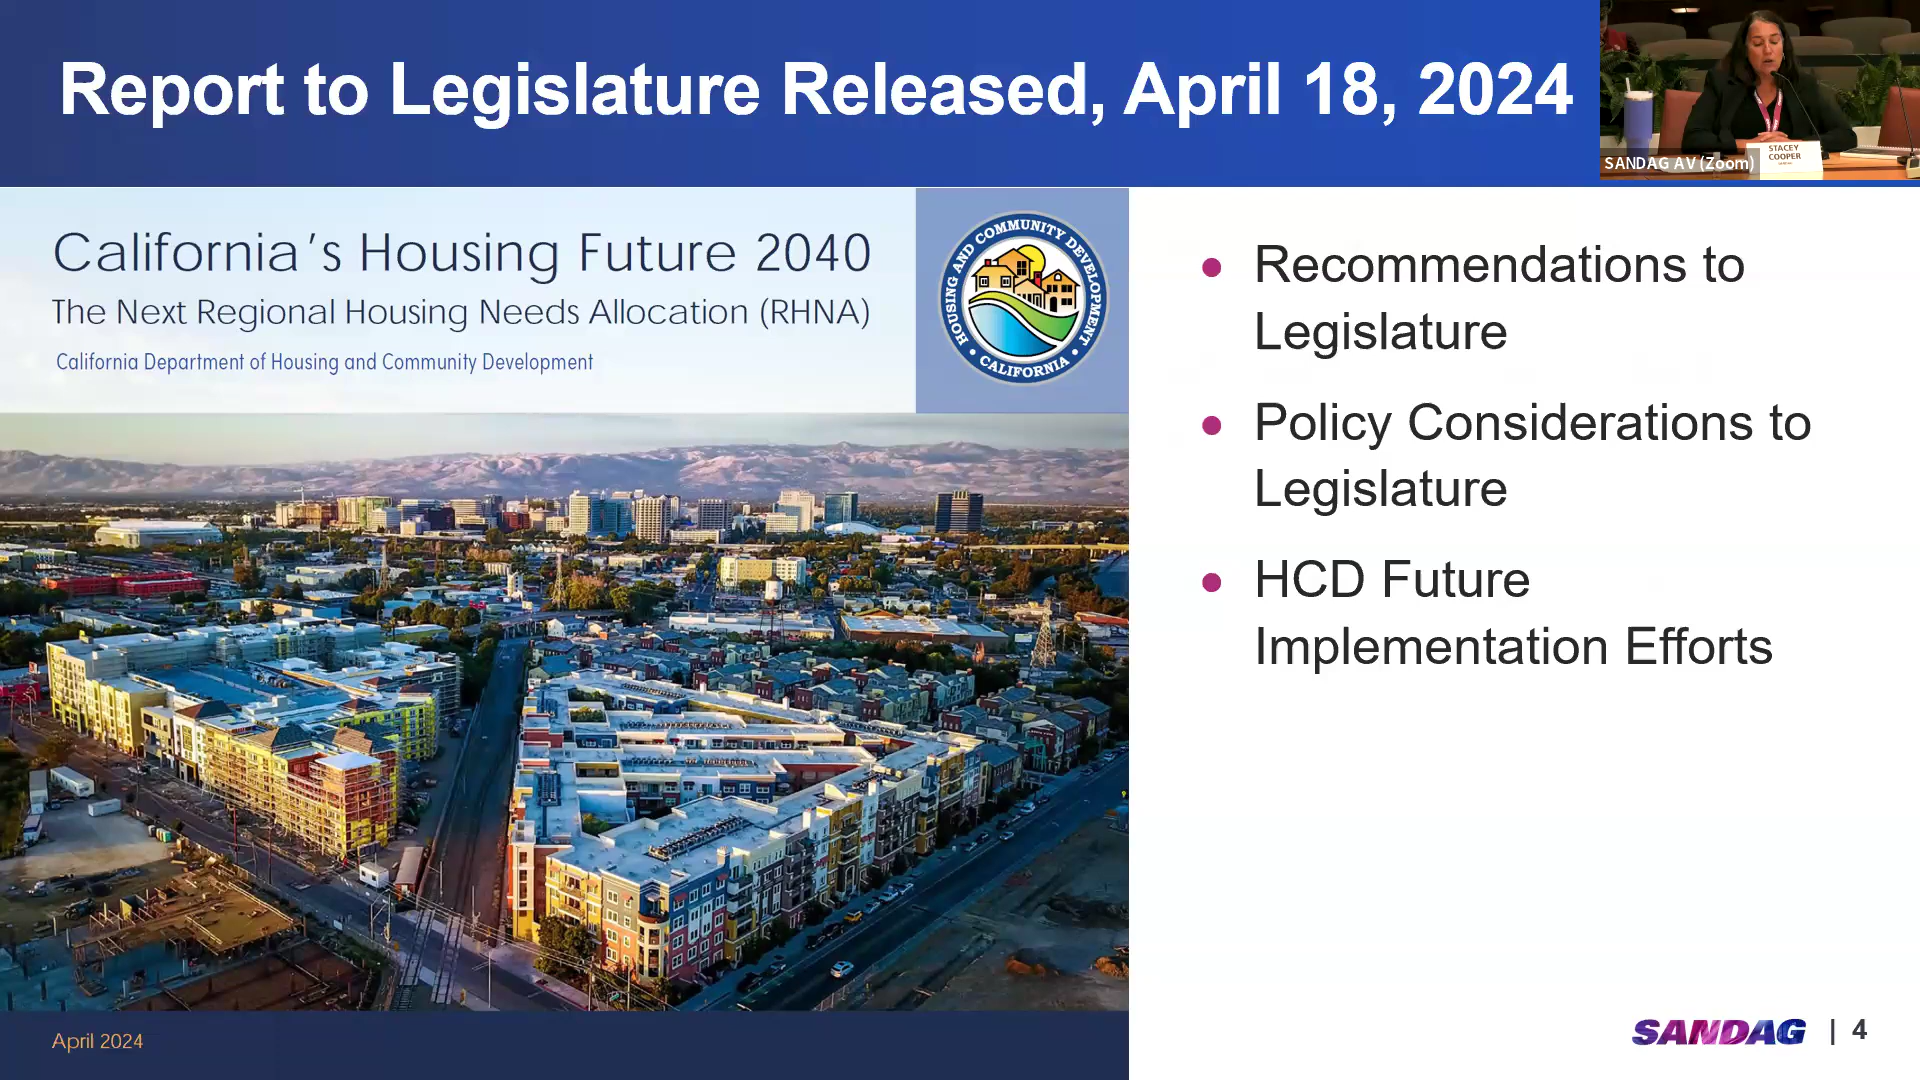 Report to Legislature Released, April 18, 2024
SANDAG AV (Zoom)
STACEY
COOPER
California's Housing Future 2040
The Next Regional Housing Needs Allocation (RHNA)
California Department of Housing and Community Development
HOUSING AND COMMUNITY DEVELOPMENT
• CALIFORNIA •
• Recommendations to
Legislature
• Policy Considerations to
Legislature
• HCD Future
Implementation Efforts
April 2024
SANDAG | 4